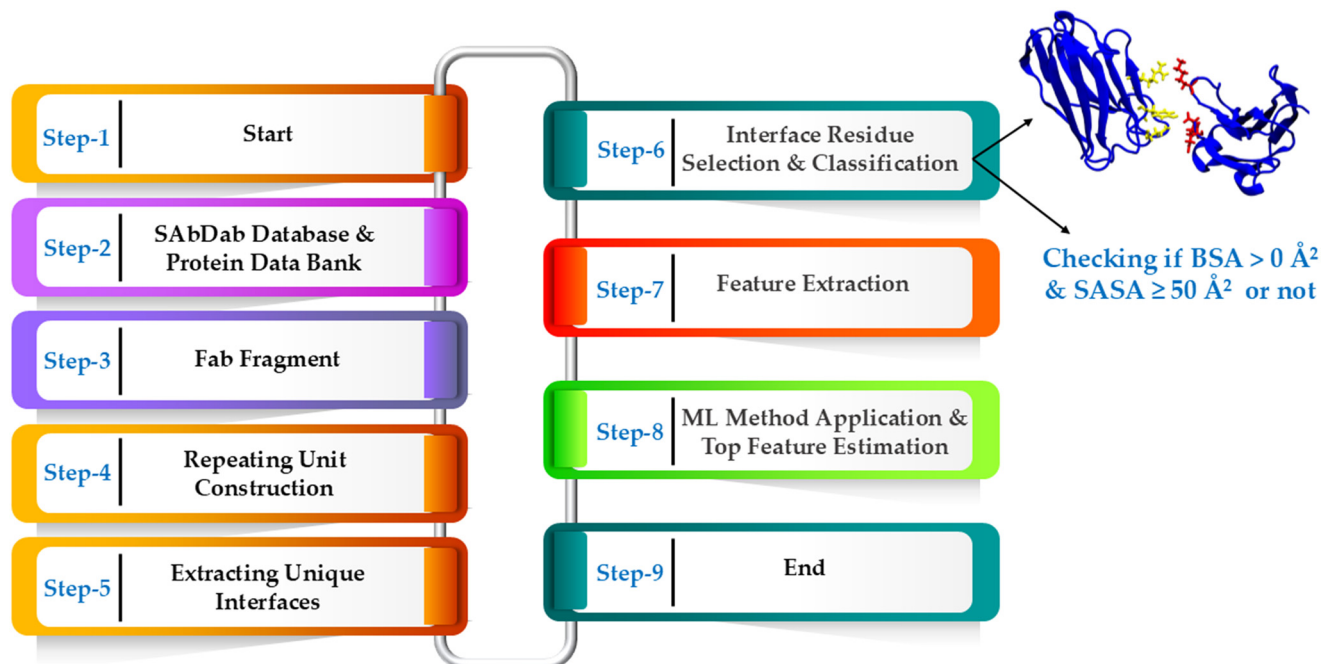 Step-1
Start
Step-2
SAbDab Database &
Protein Data Bank
Step-3
Fab Fragment
Step-4
Repeating Unit
Construction
Step-5
Extracting Unique
Interfaces
Step-6
Interface Residue
Selection & Classification
Checking if BSA > 0 Å²
& SASA ≥ 50 Å² or not
Step-7
Feature Extraction
Step-8
ML Method Application &
Top Feature Estimation
Step-9
End